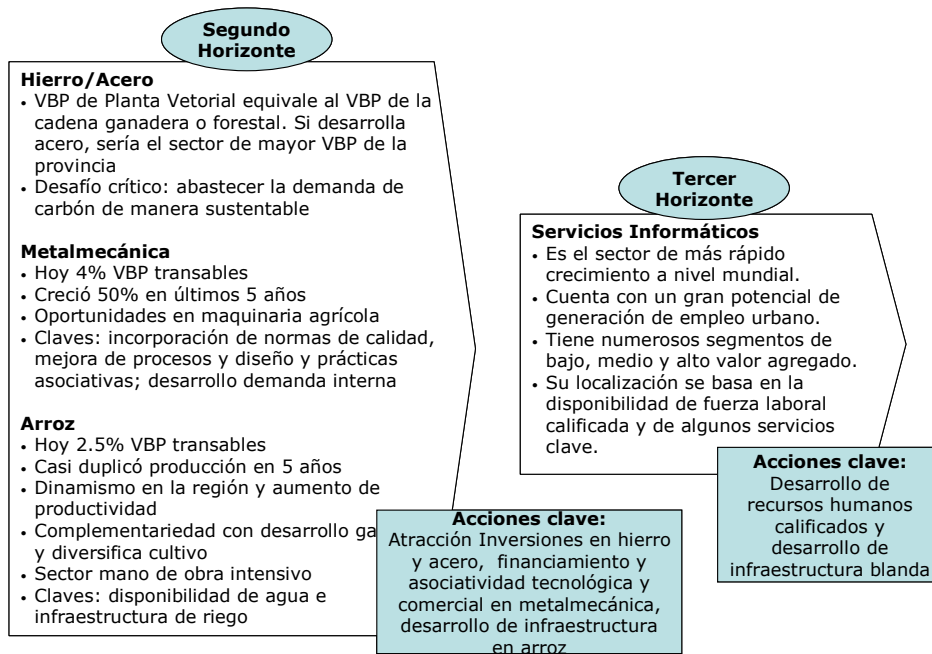 Segundo
Horizonte
Hierro/Acero
• VBP de Planta Vetorial equivale al VBP de la
cadena ganadera o forestal. Si desarrolla
acero, sería el sector de mayor VBP de la
provincia
• Desafío crítico: abastecer la demanda de
carbón de manera sustentable
Metalmecánica
• Hoy 4% VBP transables
• Creció 50% en últimos 5 años
• Oportunidades en maquinaria agrícola
• Claves: incorporación de normas de calidad,
mejora de procesos y diseño y prácticas
asociativas; desarrollo demanda interna
Arroz
• Hoy 2.5% VBP transables
• Casi duplicó producción en 5 años
• Dinamismo en la región y aumento de
productividad
• Complementariedad con desarrollo ga
y diversifica cultivo
• Sector mano de obra intensivo
• Claves: disponibilidad de agua e
infraestructura de riego
Acciones clave:
Atracción Inversiones en hierro
y acero, financiamiento y
asociatividad tecnológica y
comercial en metalmecánica,
desarrollo de infraestructura
en arroz
Tercer
Horizonte
Servicios Informáticos
• Es el sector de más rápido
crecimiento a nivel mundial.
• Cuenta con un gran potencial de
generación de empleo urbano.
• Tiene numerosos segmentos de
bajo, medio y alto valor agregado.
• Su localización se basa en la
disponibilidad de fuerza laboral
calificada y de algunos servicios
clave.
Acciones clave:
Desarrollo de
recursos humanos
calificados y
desarrollo de
infraestructura blanda